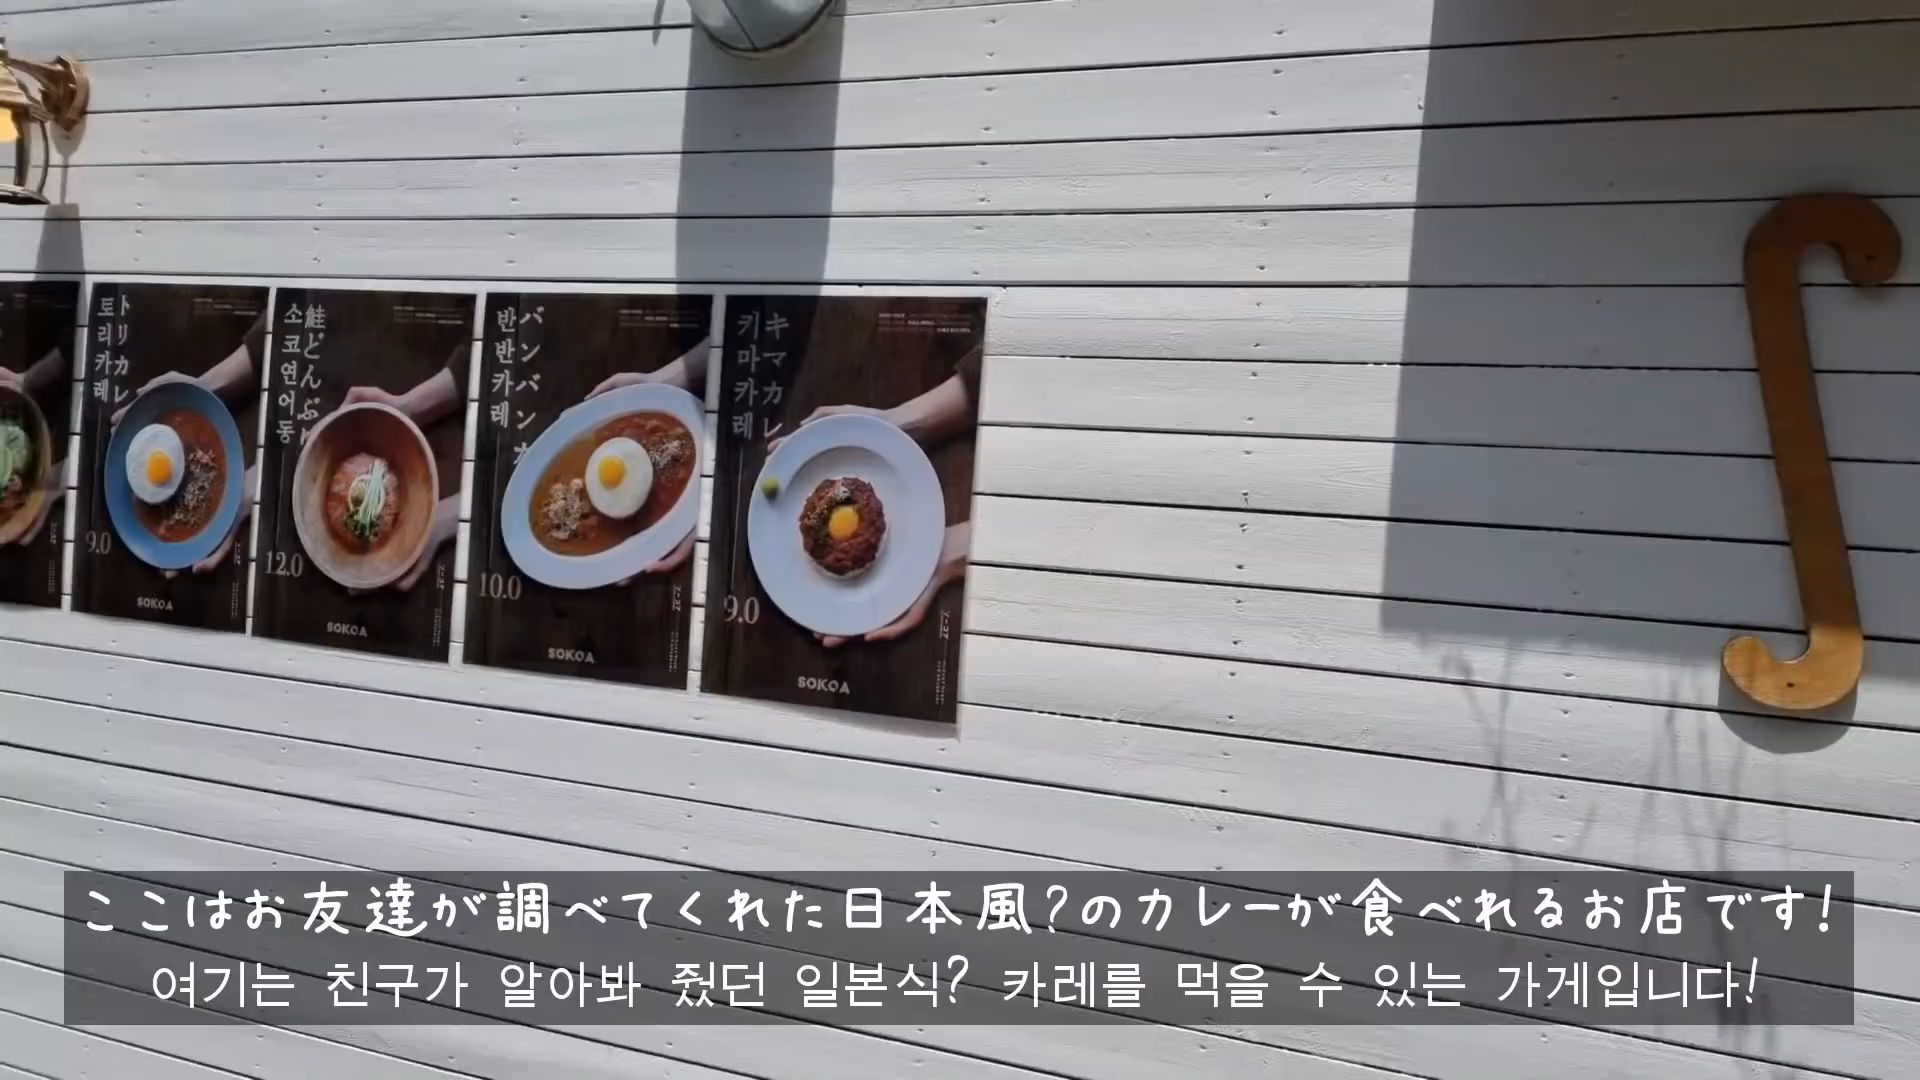 トリカレ
토리카레
9.0
SOKOA
鮭どんぶ
소코연어동
12.0
SOKOA
バンバンカ
반반카레
10.0
SOKOA
キマカレ
키마카레
9.0
SOKOA
ここはお友達が調べてくれた日本風?のカレーが食べれるお店です!
여기는 친구가 알아봐 줬던 일본식? 카레를 먹을 수 있는 가게입니다!